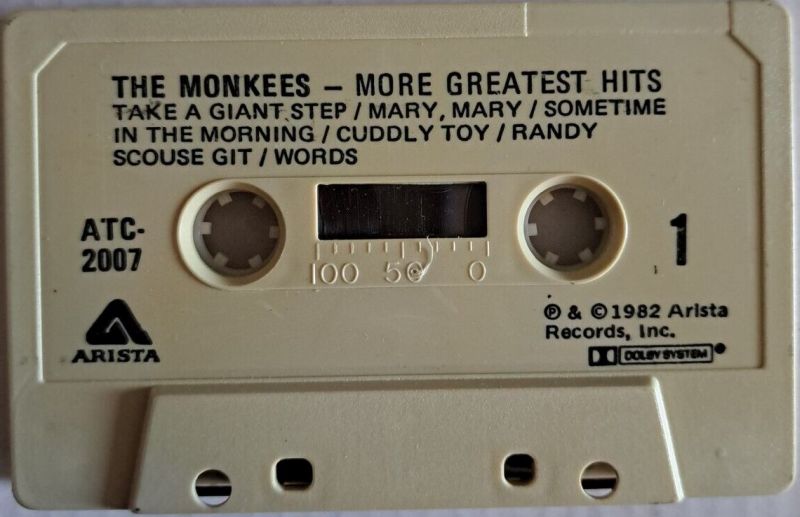 THE MONKEES – MORE GREATEST HITS
TAKE A GIANT STEP / MARY, MARY / SOMETIME
IN THE MORNING / CUDDLY TOY / RANDY
SCOUSE GIT / WORDS
ATC-
2007
1
100 50 0
ARISTA
℗ & ©1982 Arista
Records, Inc.
DOLBY SYSTEM